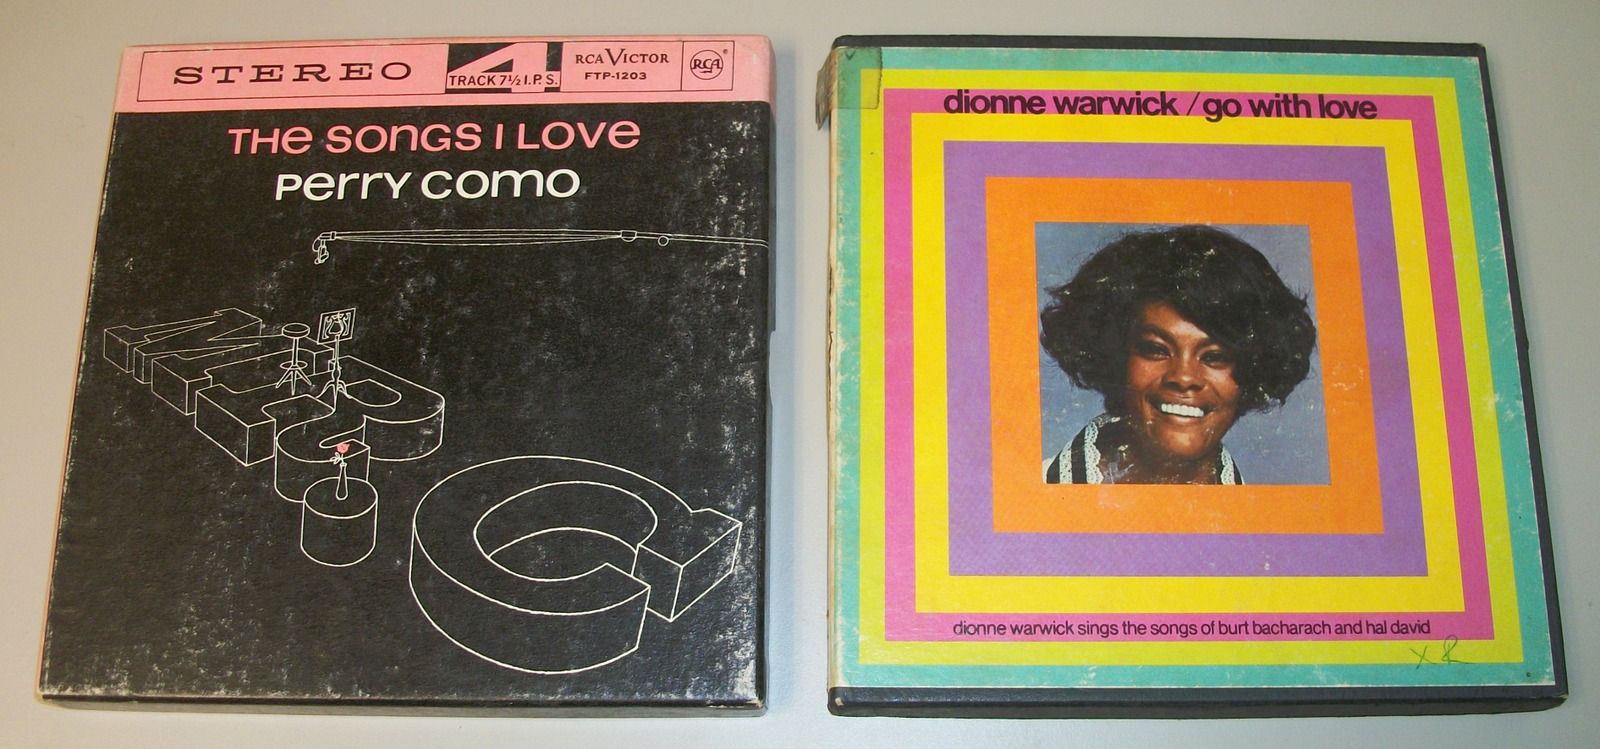 STEREO
4
TRACK 7½ I.P.S.
RCA VICTOR
FTP-1203
RCA
®
THE SONGS I LOVE
PERRY COMO
dionne warwick / go with love
dionne warwick sings the songs of burt bacharach and hal david